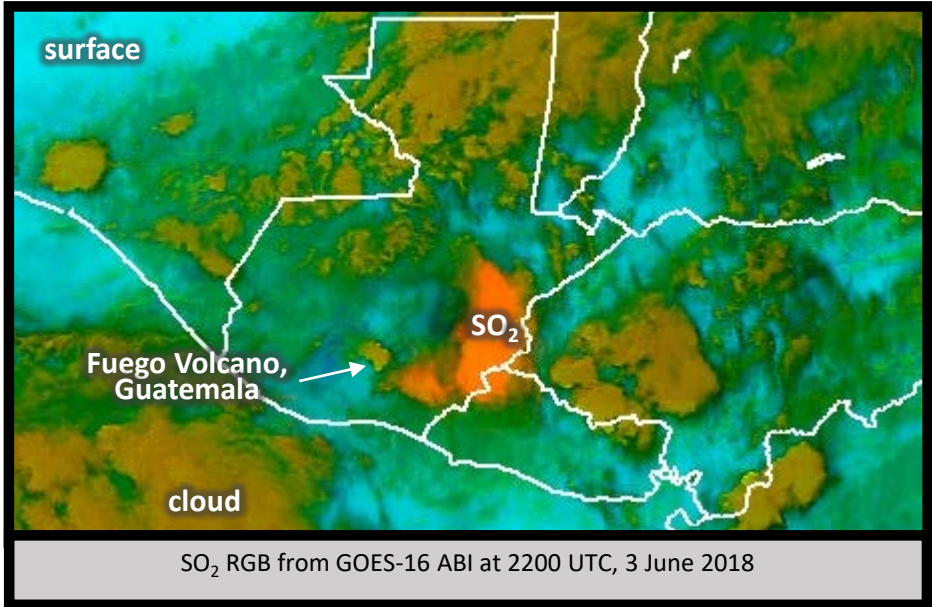 surface
SO₂
Fuego Volcano,
Guatemala
cloud
SO₂ RGB from GOES-16 ABI at 2200 UTC, 3 June 2018